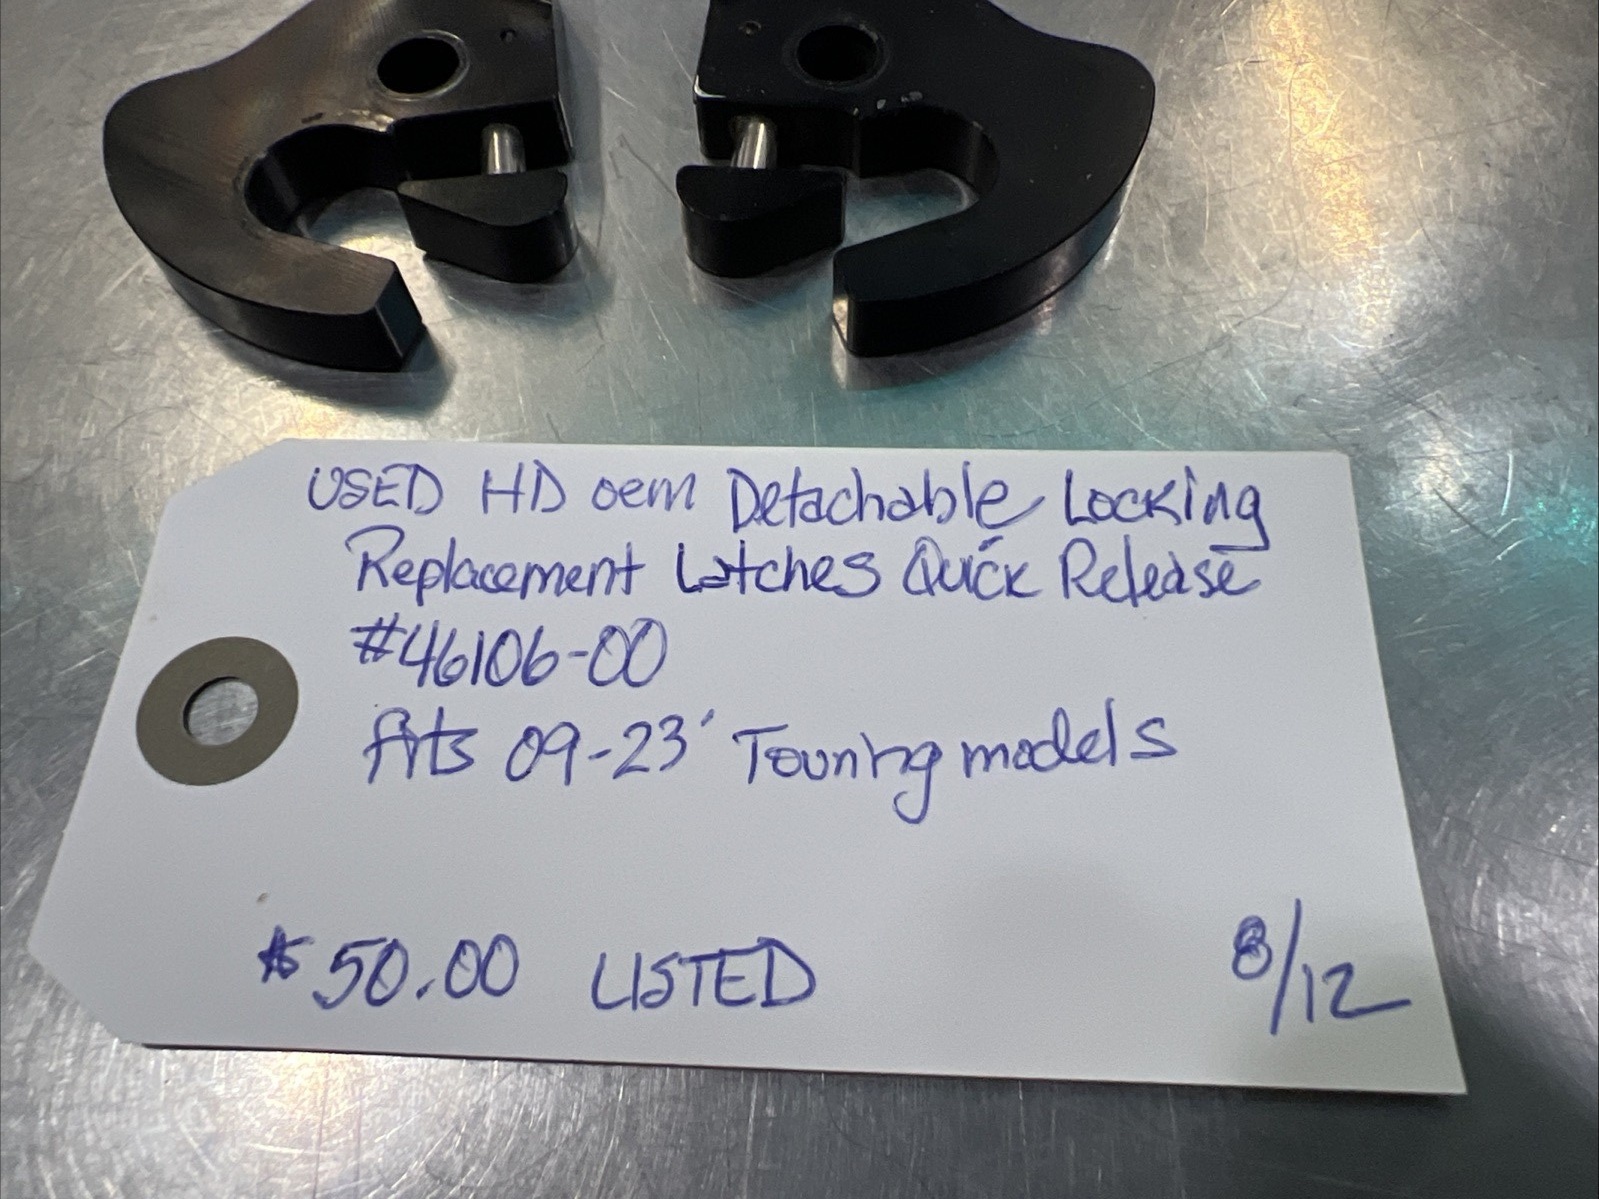 USED HD oem Detachable Locking
Replacement Latches Quick Release
#46106-00
fits 09-23' Touring models
$50.00 LISTED
8/12